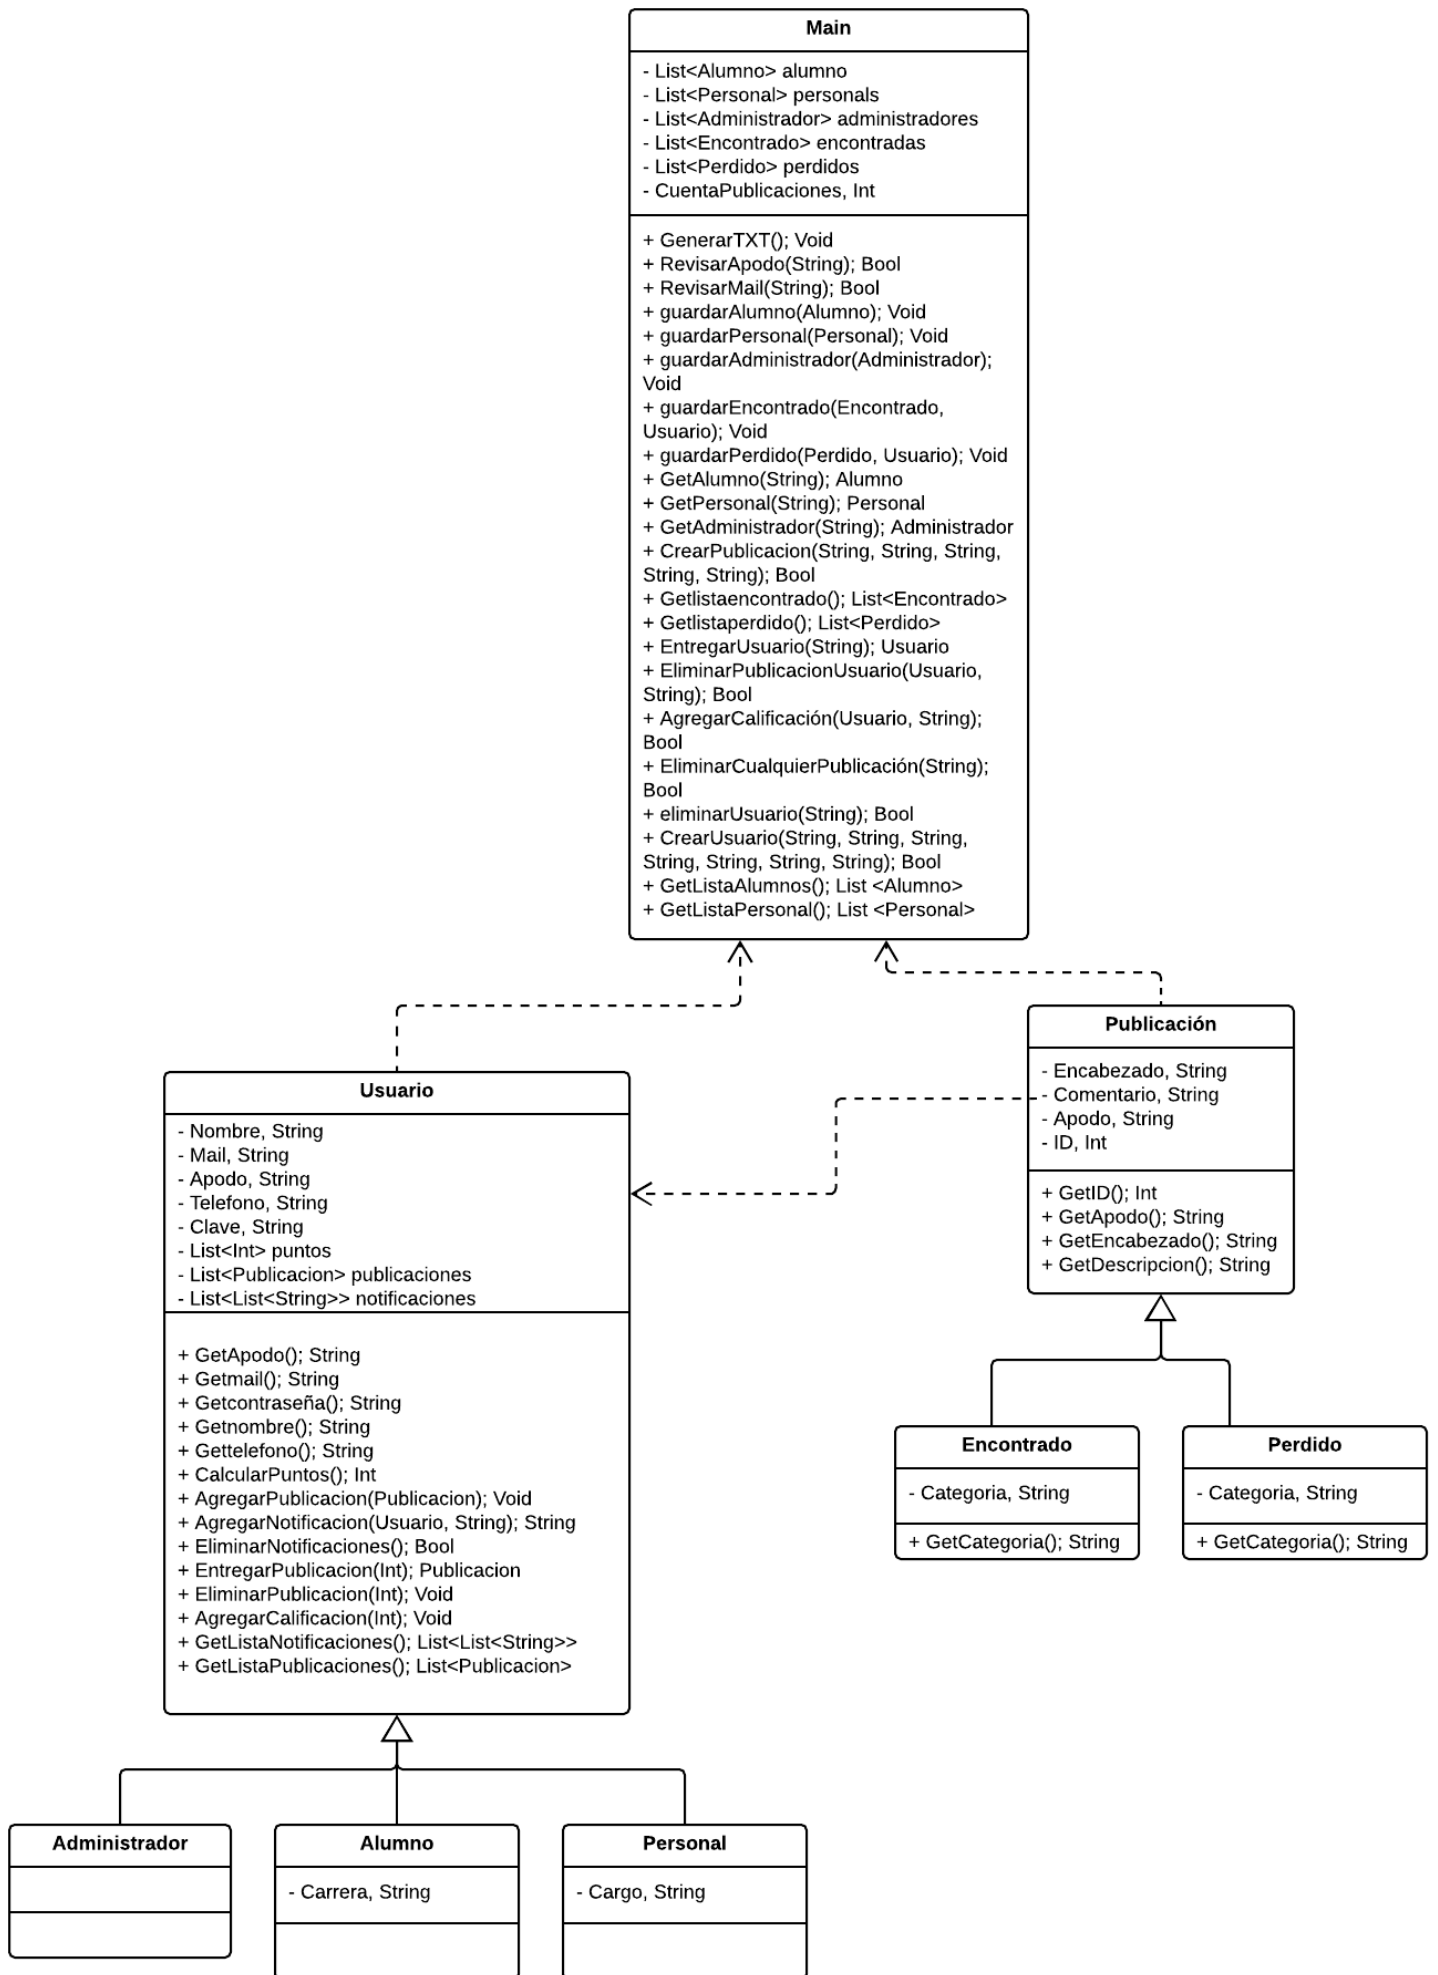 Main
- List<Alumno> alumno
- List<Personal> personals
- List<Administrador> administradores
- List<Encontrado> encontradas
- List<Perdido> perdidos
- CuentaPublicaciones, Int
+ GenerarTXT(); Void
+ RevisarApodo(String); Bool
+ RevisarMail(String); Bool
+ guardarAlumno(Alumno); Void
+ guardarPersonal(Personal); Void
+ guardarAdministrador(Administrador);
Void
+ guardarEncontrado(Encontrado,
Usuario); Void
+ guardarPerdido(Perdido, Usuario); Void
+ GetAlumno(String); Alumno
+ GetPersonal(String); Personal
+ GetAdministrador(String); Administrador
+ CrearPublicacion(String, String, String,
String, String); Bool
+ Getlistaencontrado(); List<Encontrado>
+ Getlistaperdido(); List<Perdido>
+ EntregarUsuario(String); Usuario
+ EliminarPublicacionUsuario(Usuario,
String); Bool
+ AgregarCalificación(Usuario, String);
Bool
+ EliminarCualquierPublicación(String);
Bool
+ eliminarUsuario(String); Bool
+ CrearUsuario(String, String, String,
String, String, String, String); Bool
+ GetListaAlumnos(); List <Alumno>
+ GetListaPersonal(); List <Personal>
Publicación
- Encabezado, String
- Comentario, String
- Apodo, String
- ID, Int
+ GetID(); Int
+ GetApodo(); String
+ GetEncabezado(); String
+ GetDescripcion(); String
Usuario
- Nombre, String
- Mail, String
- Apodo, String
- Telefono, String
- Clave, String
- List<Int> puntos
- List<Publicacion> publicaciones
- List<List<String>> notificaciones
+ GetApodo(); String
+ Getmail(); String
+ Getcontraseña(); String
+ Getnombre(); String
+ Gettelefono(); String
+ CalcularPuntos(); Int
+ AgregarPublicacion(Publicacion); Void
+ AgregarNotificacion(Usuario, String); String
+ EliminarNotificaciones(); Bool
+ EntregarPublicacion(Int); Publicacion
+ EliminarPublicacion(Int); Void
+ AgregarCalificacion(Int); Void
+ GetListaNotificaciones(); List<List<String>>
+ GetListaPublicaciones(); List<Publicacion>
Encontrado
- Categoria, String
+ GetCategoria(); String
Perdido
- Categoria, String
+ GetCategoria(); String
Administrador
Alumno
- Carrera, String
Personal
- Cargo, String